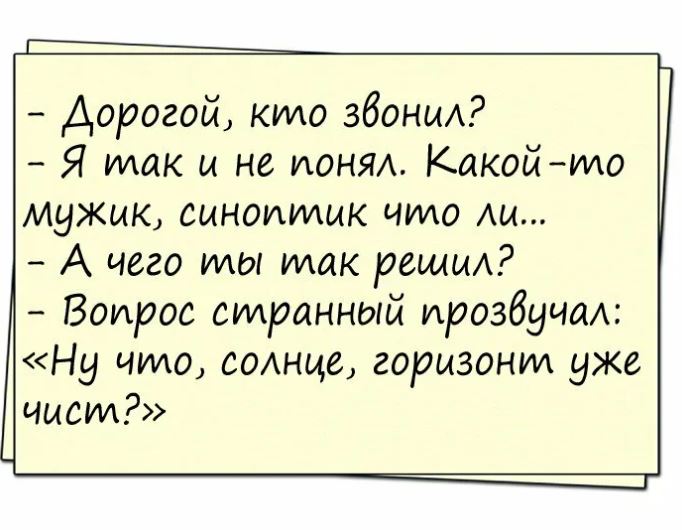 - Дорогой, кто звонил?
- Я так и не понял. Какой-то
мужик, синоптик что ли...
- А чего ты так решил?
- Вопрос странный прозвучал:
«Ну что, солнце, горизонт уже
чист?»